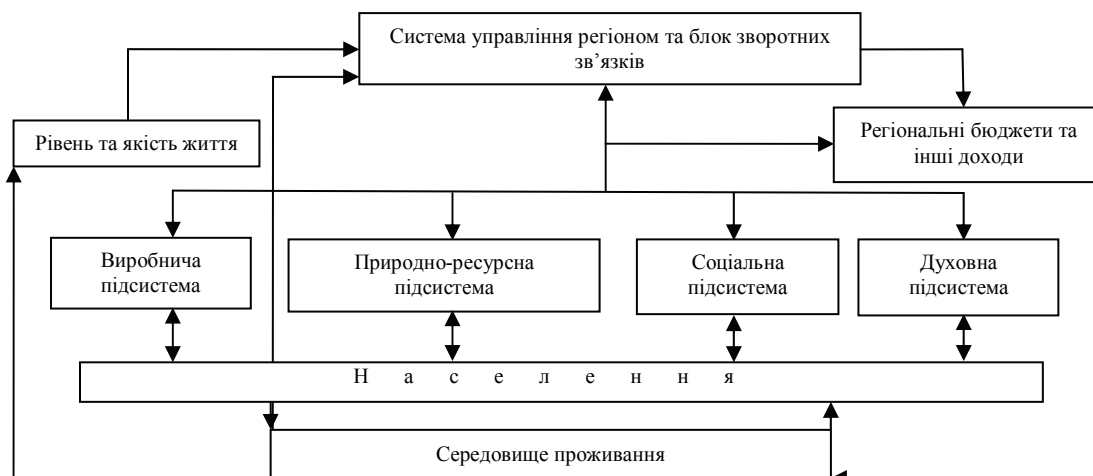 Система управління регіоном та блок зворотних
зв’язків
Рівень та якість життя
Регіональні бюджети та
інші доходи
Виробнича
підсистема
Природно-ресурсна
підсистема
Соціальна
підсистема
Духовна
підсистема
Н а с е л е н н я
Середовище проживання